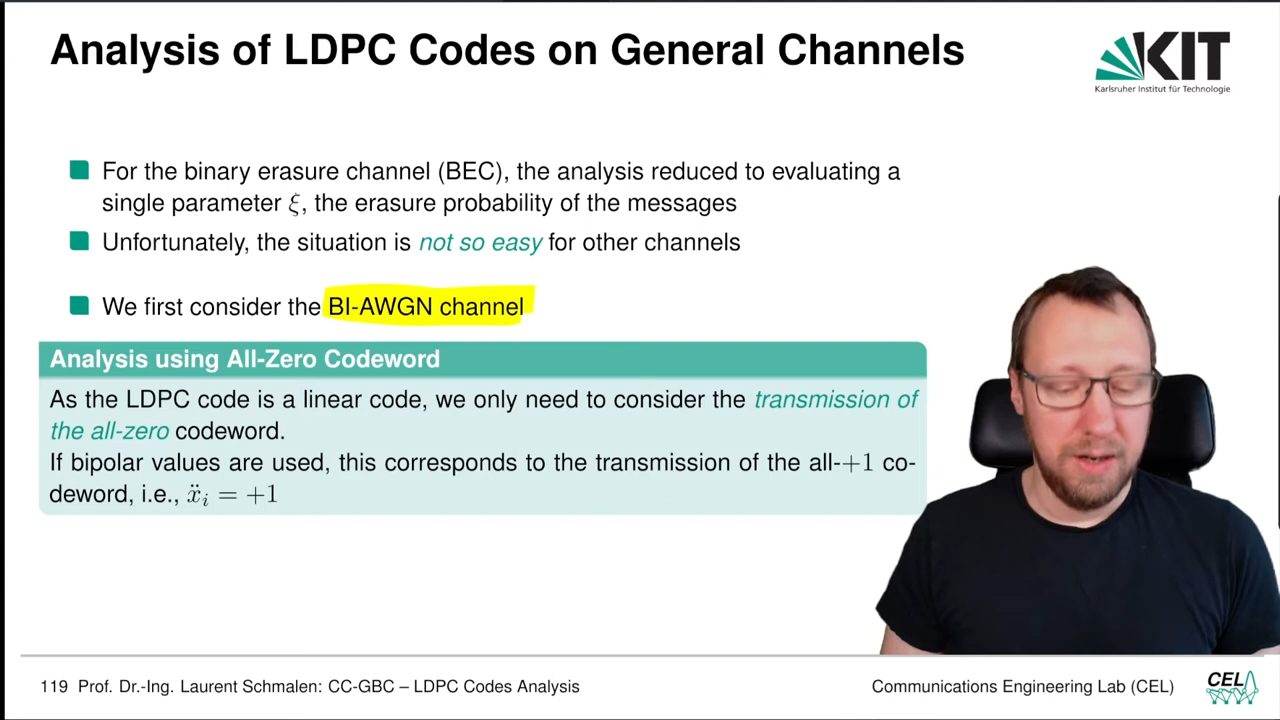 Analysis of LDPC Codes on General Channels
KIT
Karlsruher Institut für Technologie
For the binary erasure channel (BEC), the analysis reduced to evaluating a
single parameter ξ, the erasure probability of the messages
Unfortunately, the situation is not so easy for other channels
We first consider the BI-AWGN channel
Analysis using All-Zero Codeword
As the LDPC code is a linear code, we only need to consider the transmission of
the all-zero codeword.
If bipolar values are used, this corresponds to the transmission of the all-+1 co-
deword, i.e., ẍᵢ = +1
119 Prof. Dr.-Ing. Laurent Schmalen: CC-GBC – LDPC Codes Analysis
Communications Engineering Lab (CEL)
CEL